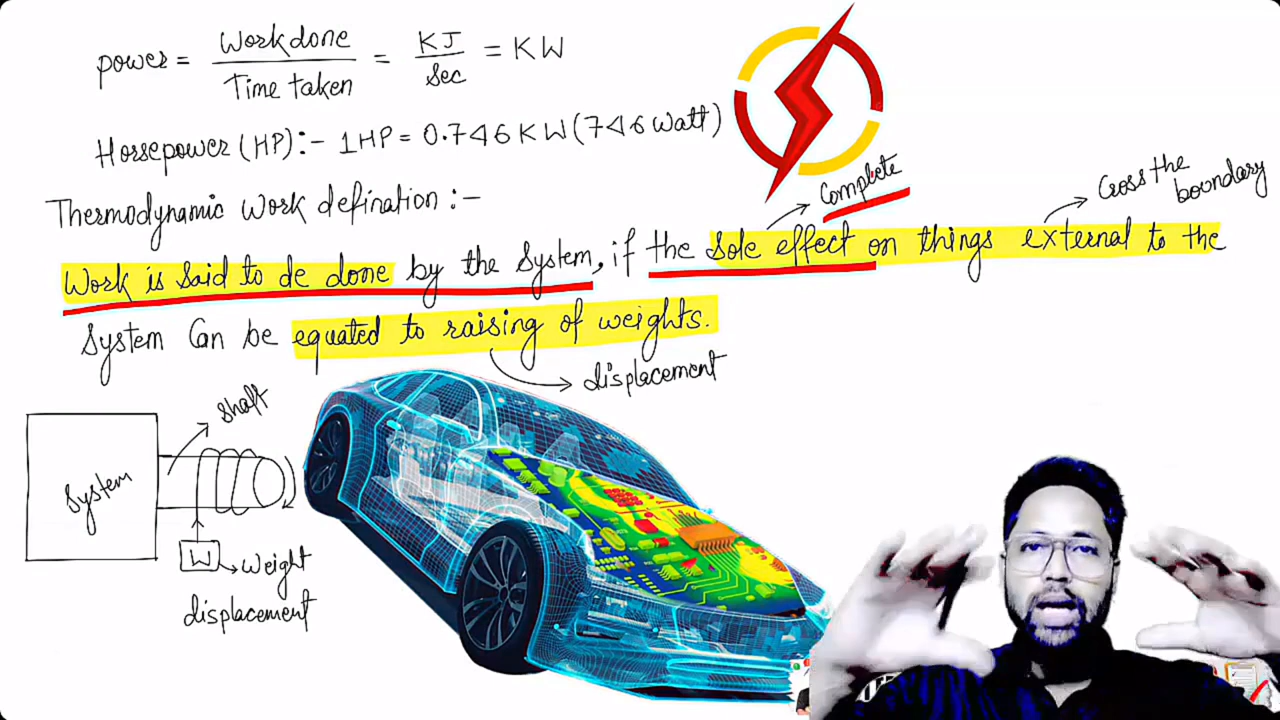 power = Work done / Time taken = KJ / Sec = KW
Horsepower (HP):- 1HP = 0.746 KW (746 Watt)
Complete
Cross the
boundary
Thermodynamic Work defination :-
Work is said to de done by the System, if the Sole effect on things external to the
System Can be equated to raising of weights.
displacement
Shaft
System
W
Weight
displacement